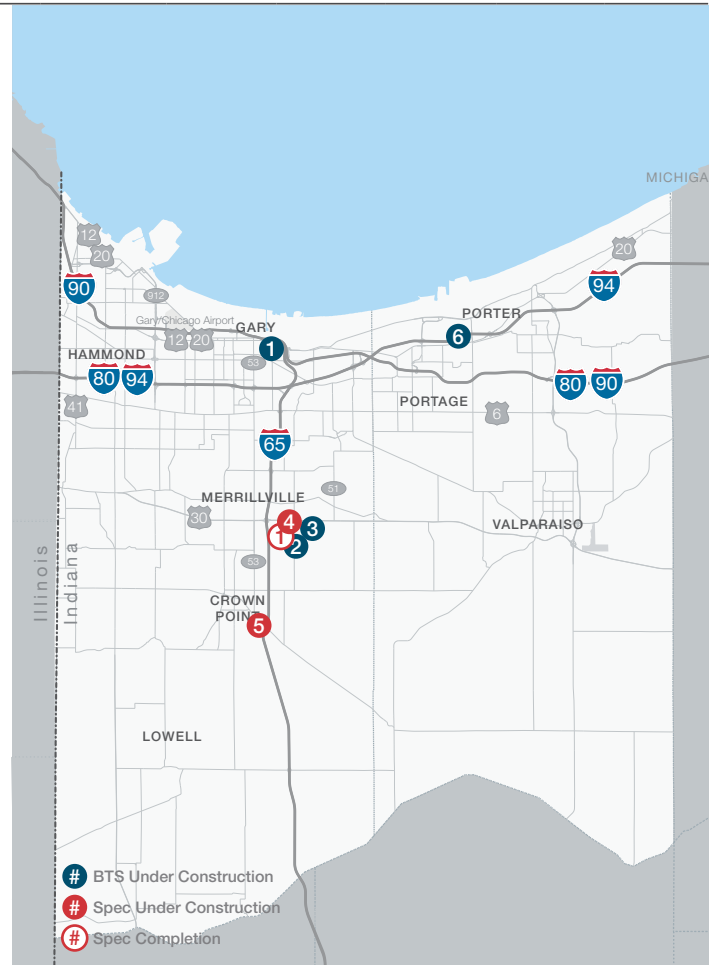 MICHIGA
12
20
20
90
94
912
PORTER
Gary/Chicago Airport
GARY
6
12
20
1
HAMMOND
53
80
94
80
90
41
PORTAGE
6
65
51
MERRILLVILLE
30
4
3
VALPARAISO
1
2
53
Illinois
Indiana
CROWN
POINT
5
LOWELL
# BTS Under Construction
# Spec Under Construction
# Spec Completion